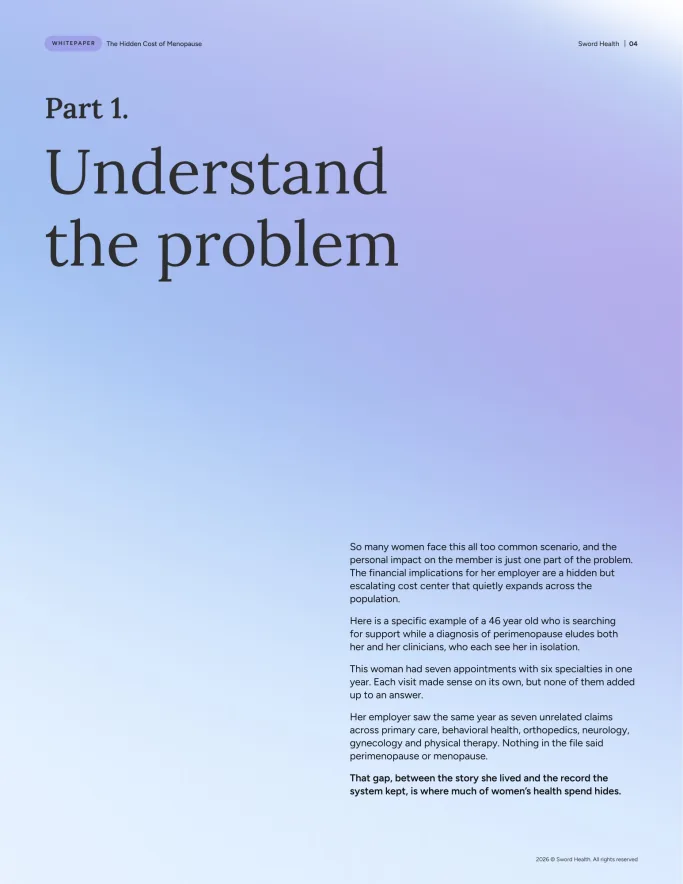 WHITEPAPER The Hidden Cost of Menopause
Sword Health | 04
Part 1.
Understand
the problem
So many women face this all too common scenario, and the
personal impact on the member is just one part of the problem.
The financial implications for her employer are a hidden but
escalating cost center that quietly expands across the
population.
Here is a specific example of a 46 year old who is searching
for support while a diagnosis of perimenopause eludes both
her and her clinicians, who each see her in isolation.
This woman had seven appointments with six specialties in one
year. Each visit made sense on its own, but none of them added
up to an answer.
Her employer saw the same year as seven unrelated claims
across primary care, behavioral health, orthopedics, neurology,
gynecology and physical therapy. Nothing in the file said
perimenopause or menopause.
That gap, between the story she lived and the record the
system kept, is where much of women’s health spend hides.
2026 © Sword Health. All rights reserved